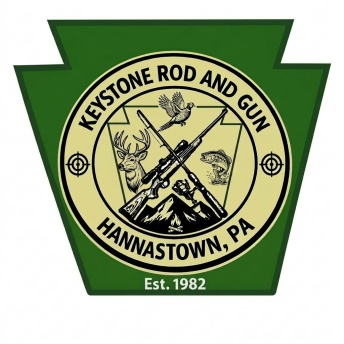 KEYSTONE ROD AND GUN
HANNASTOWN, PA
Est. 1982